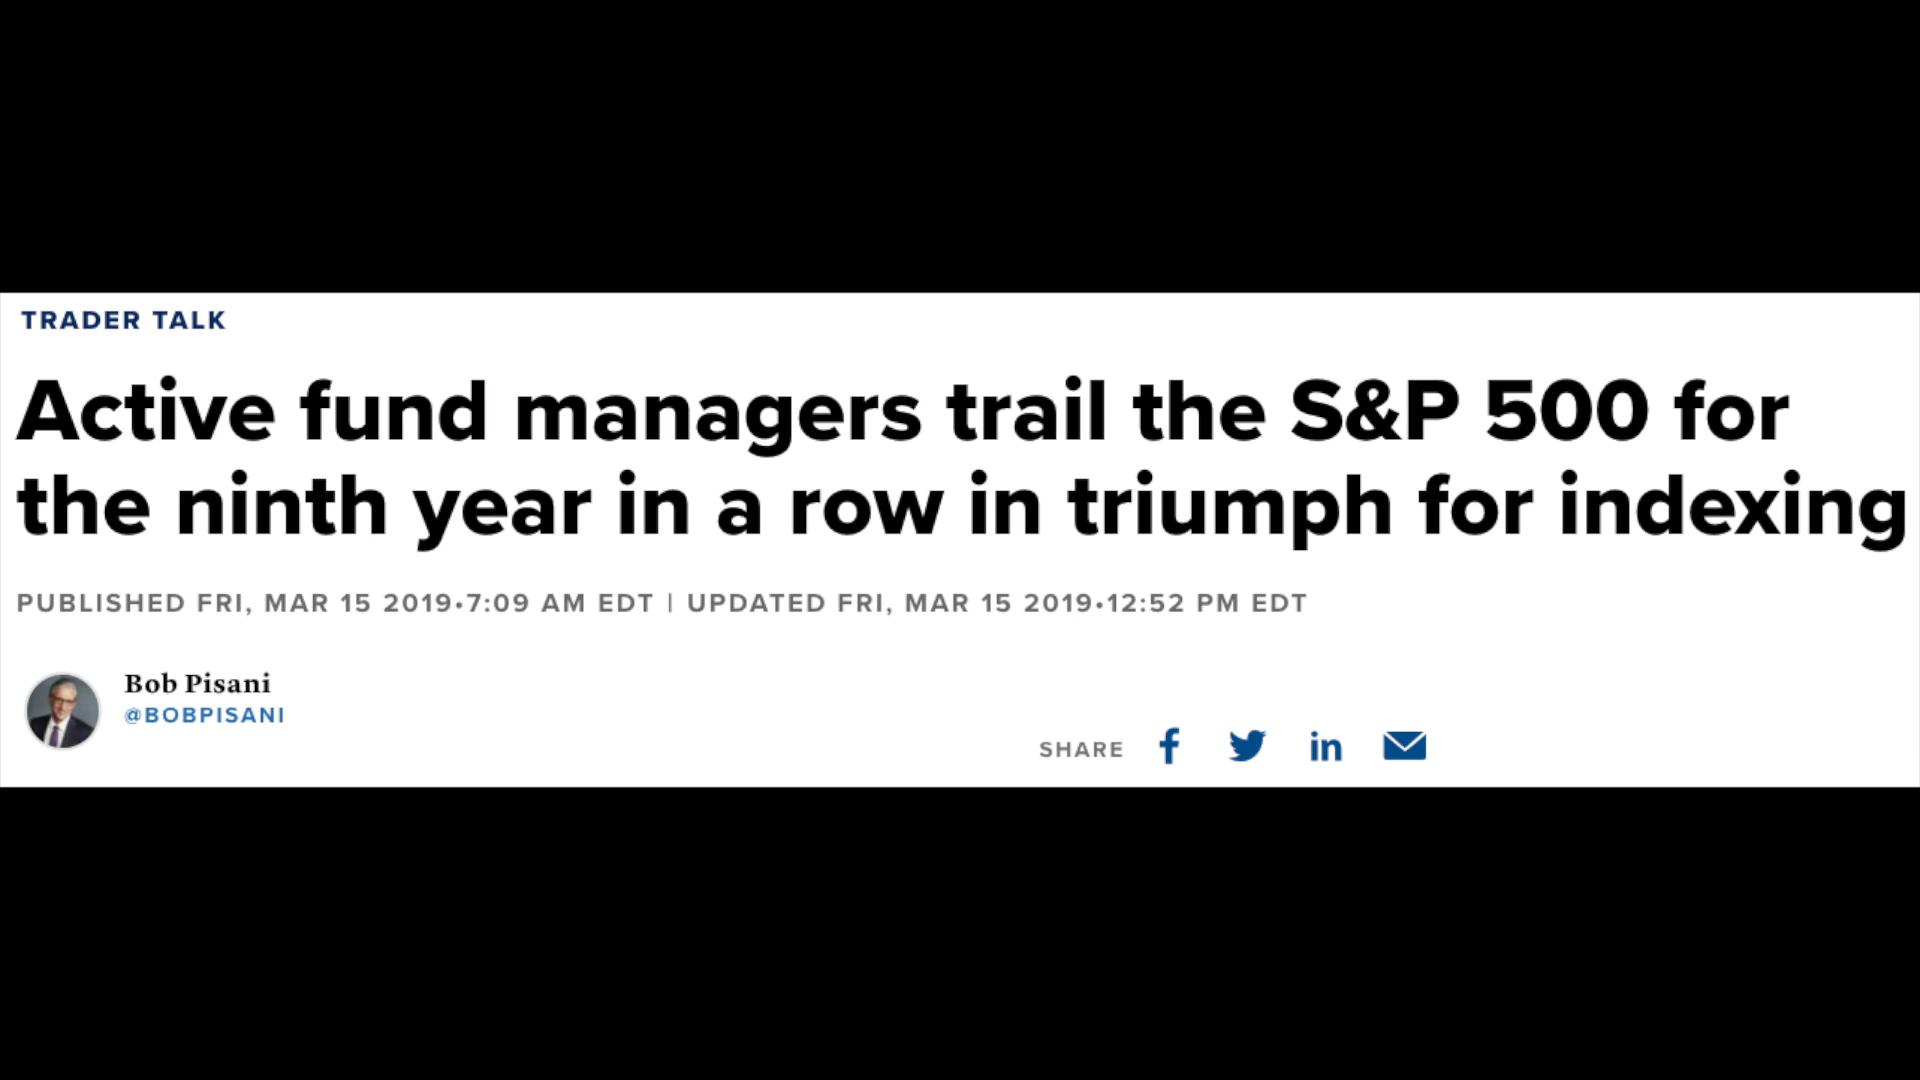 TRADER TALK
Active fund managers trail the S&P 500 for
the ninth year in a row in triumph for indexing
PUBLISHED FRI, MAR 15 2019•7:09 AM EDT | UPDATED FRI, MAR 15 2019•12:52 PM EDT
Bob Pisani
@BOBPISANI
SHARE